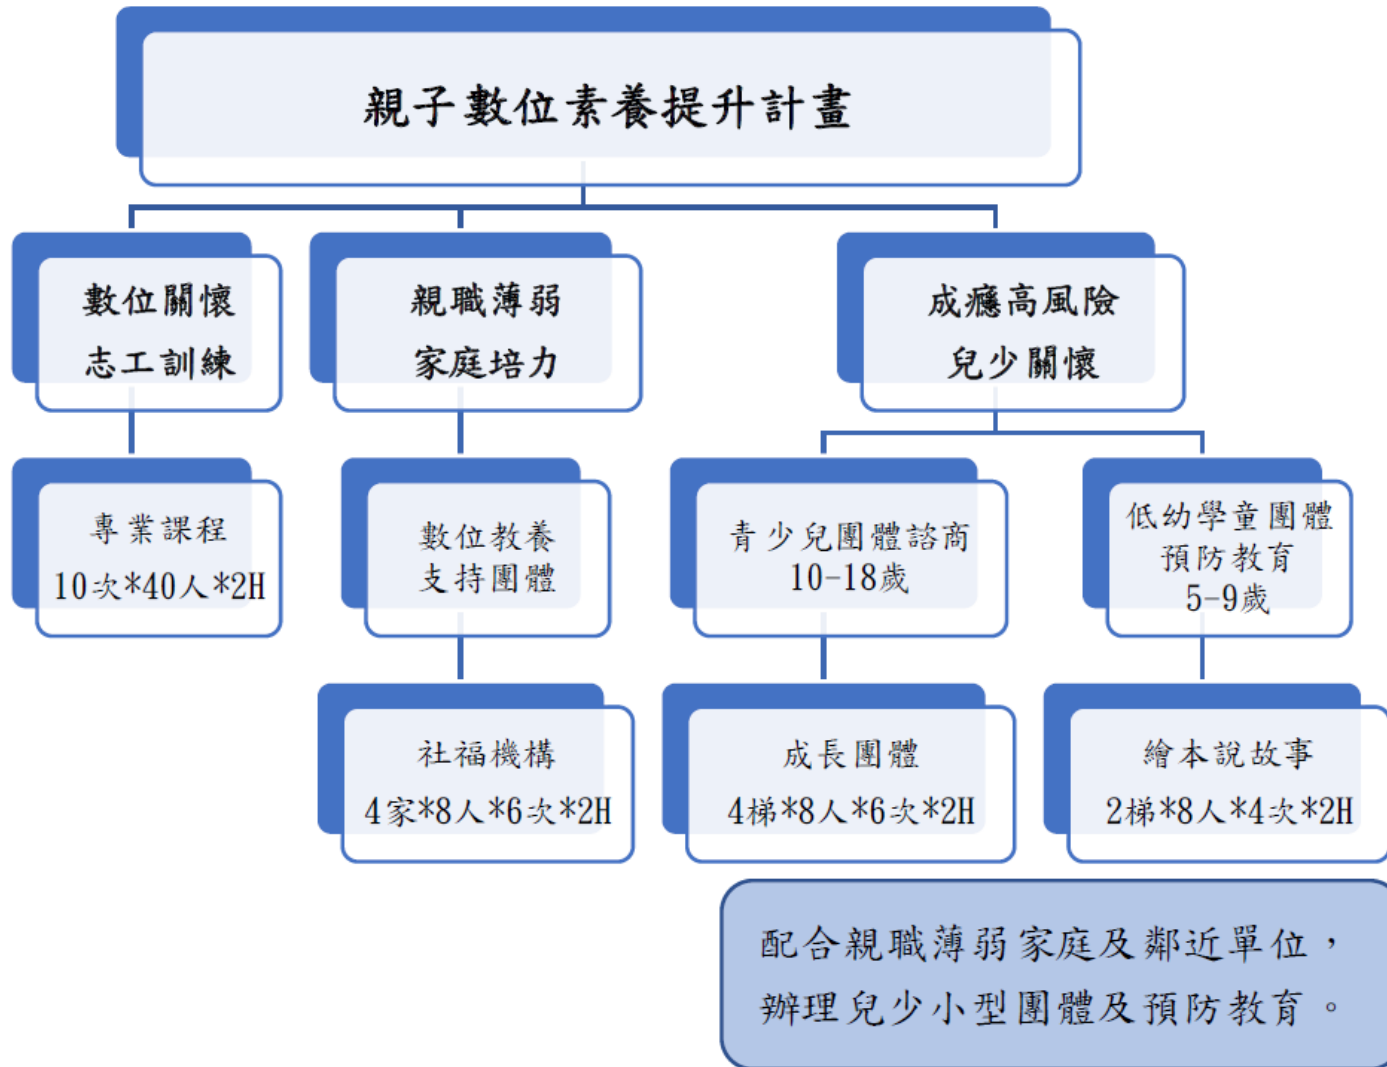 親子數位素養提升計畫
數位關懷
志工訓練
親職薄弱
家庭培力
成癮高風險
兒少關懷
專業課程
10次*40人*2H
數位教養
支持團體
青少兒團體諮商
10-18歲
低幼學童團體
預防教育
5-9歲
社福機構
4家*8人*6次*2H
成長團體
4梯*8人*6次*2H
繪本說故事
2梯*8人*4次*2H
配合親職薄弱家庭及鄰近單位，
辦理兒少小型團體及預防教育。